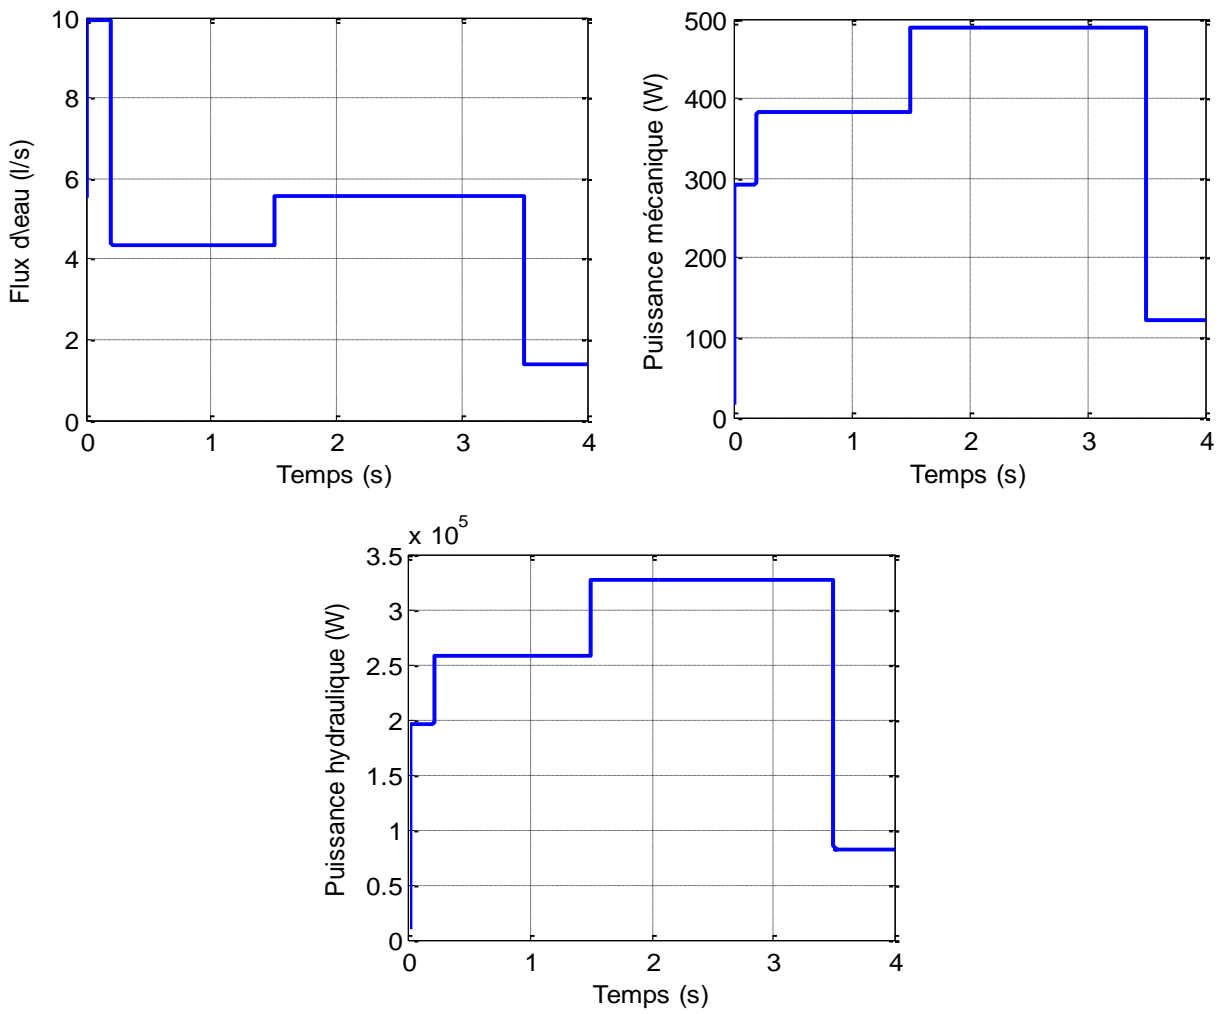 10
8
6
4
2
0
Flux d\eau (l/s)
0 1 2 3 4
Temps (s)
500
400
300
200
100
0
Puissance mécanique (W)
0 1 2 3 4
Temps (s)
x 10^5
3.5
3
2.5
2
1.5
1
0.5
0
Puissance hydraulique (W)
0 1 2 3 4
Temps (s)